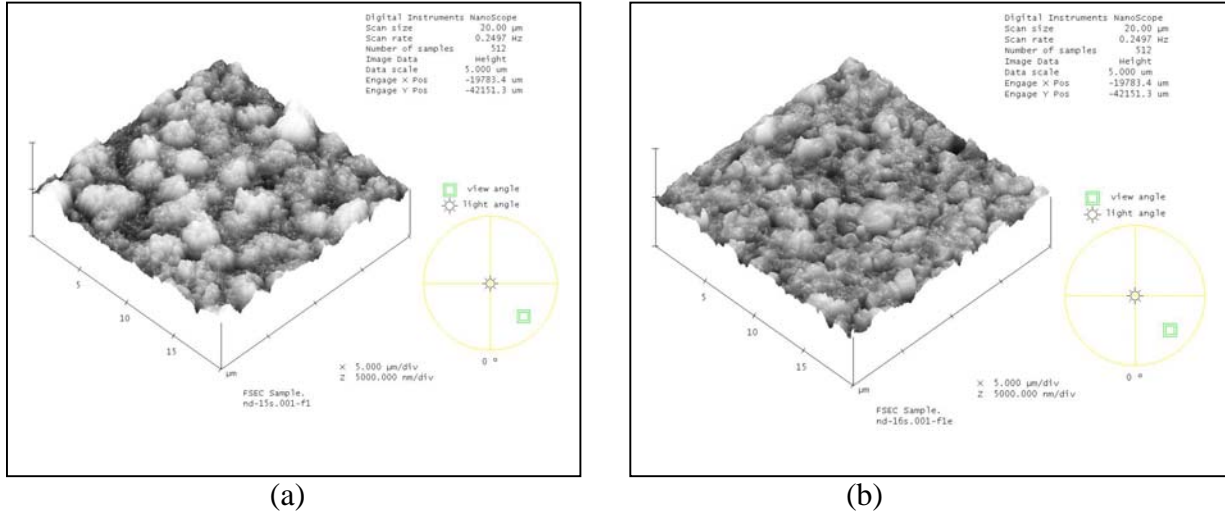 Digital Instruments NanoScope
Scan size 20.00 µm
Scan rate 0.2497 Hz
Number of samples 512
Image Data Height
Data scale 5.000 um
Engage X Pos -19783.4 um
Engage Y Pos -42151.3 um
view angle
light angle
5
10
15
µm
0 º
X 5.000 µm/div
Z 5000.000 nm/div
FSEC Sample.
nd-15s.001-f1
(a)
Digital Instruments NanoScope
Scan size 20.00 µm
Scan rate 0.2497 Hz
Number of samples 512
Image Data Height
Data scale 5.000 um
Engage X Pos -19783.4 um
Engage Y Pos -42151.3 um
view angle
light angle
5
10
15
µm
0 º
X 5.000 µm/div
Z 5000.000 nm/div
FSEC Sample.
nd-16s.001-f1e
(b)